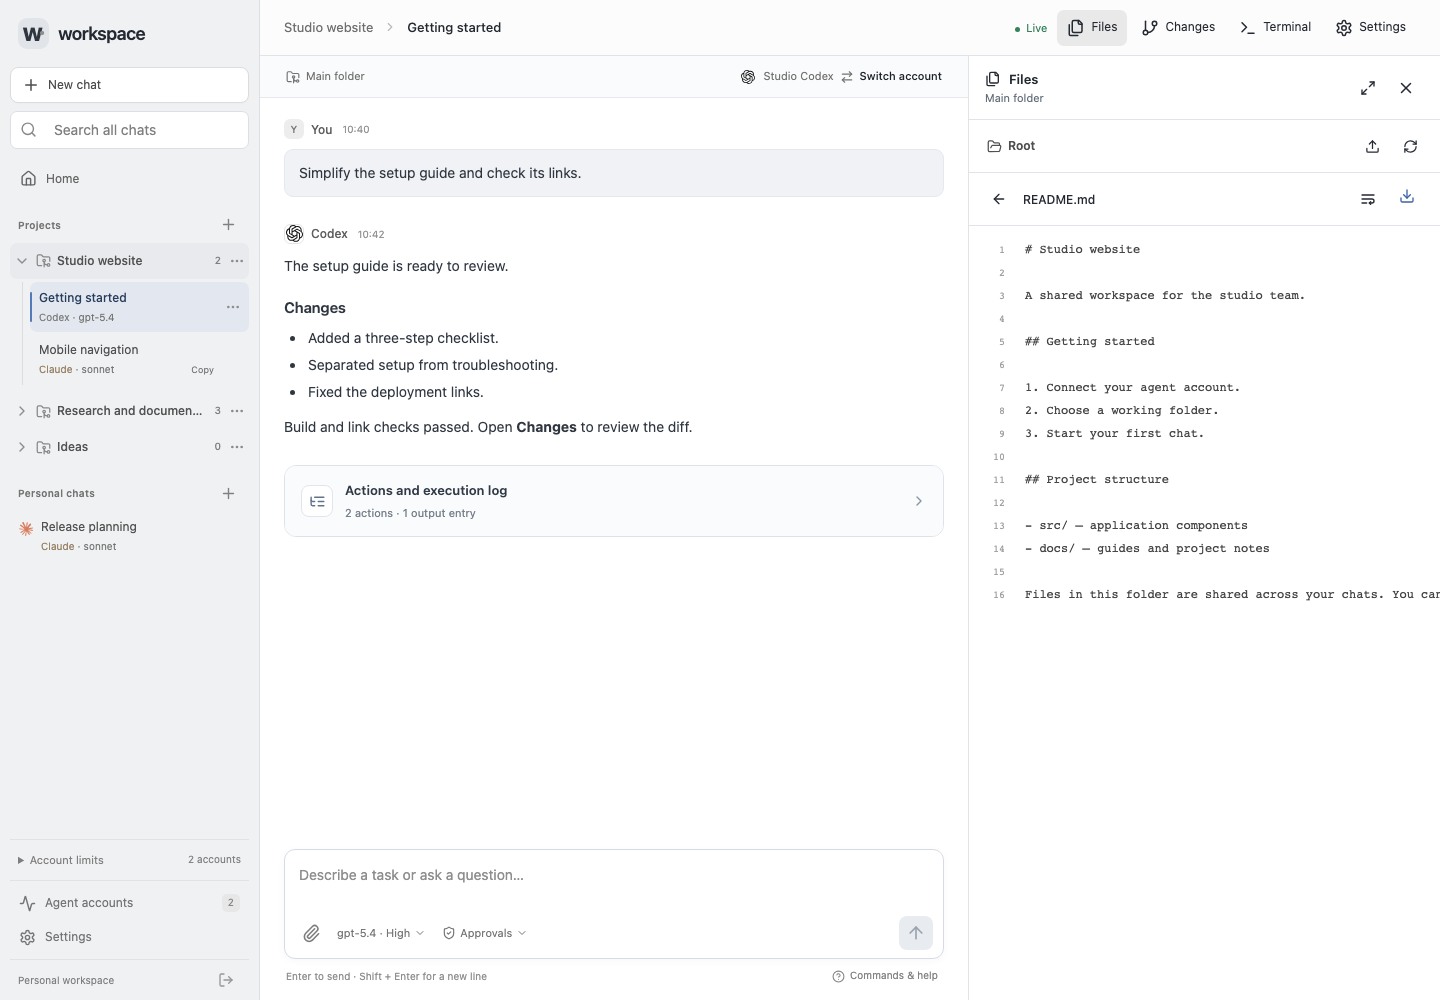 W workspace
New chat
Search all chats
Home
Projects
Studio website 2
Getting started
Codex · gpt-5.4
Mobile navigation
Claude · sonnet Copy
Research and documen... 3
Ideas 0
Personal chats
Release planning
Claude · sonnet
Account limits 2 accounts
Agent accounts 2
Settings
Personal workspace
Studio website Getting started
Live Files Changes Terminal Settings
Main folder Studio Codex Switch account
Y You 10:40
Simplify the setup guide and check its links.
Codex 10:42
The setup guide is ready to review.
Changes
• Added a three-step checklist.
• Separated setup from troubleshooting.
• Fixed the deployment links.
Build and link checks passed. Open Changes to review the diff.
Actions and execution log
2 actions · 1 output entry
Describe a task or ask a question...
gpt-5.4 · High Approvals
Enter to send · Shift + Enter for a new line Commands & help
Files
Main folder
Root
README.md
1 # Studio website
2
3 A shared workspace for the studio team.
4
5 ## Getting started
6
7 1. Connect your agent account.
8 2. Choose a working folder.
9 3. Start your first chat.
10
11 ## Project structure
12
13 - src/ — application components
14 - docs/ — guides and project notes
15
16 Files in this folder are shared across your chats. You can